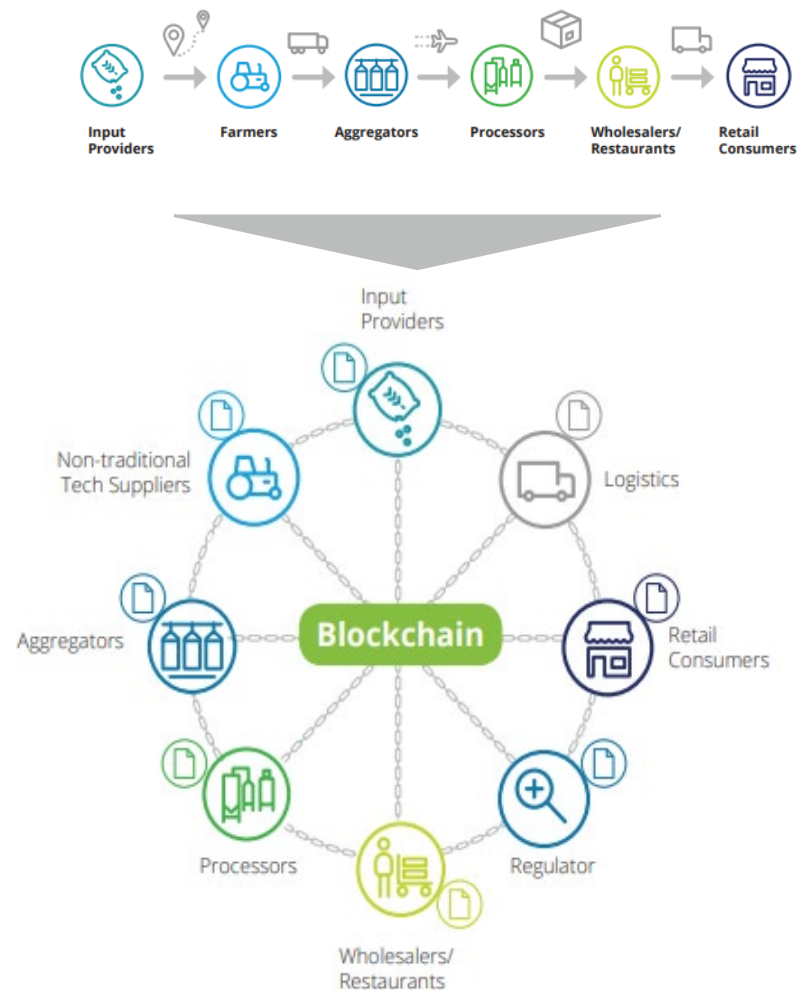 Input
Providers
Farmers
Aggregators
Processors
Wholesalers/
Restaurants
Retail
Consumers
Input
Providers
Non-traditional
Tech Suppliers
Logistics
Aggregators
Blockchain
Retail
Consumers
Processors
Regulator
Wholesalers/
Restaurants